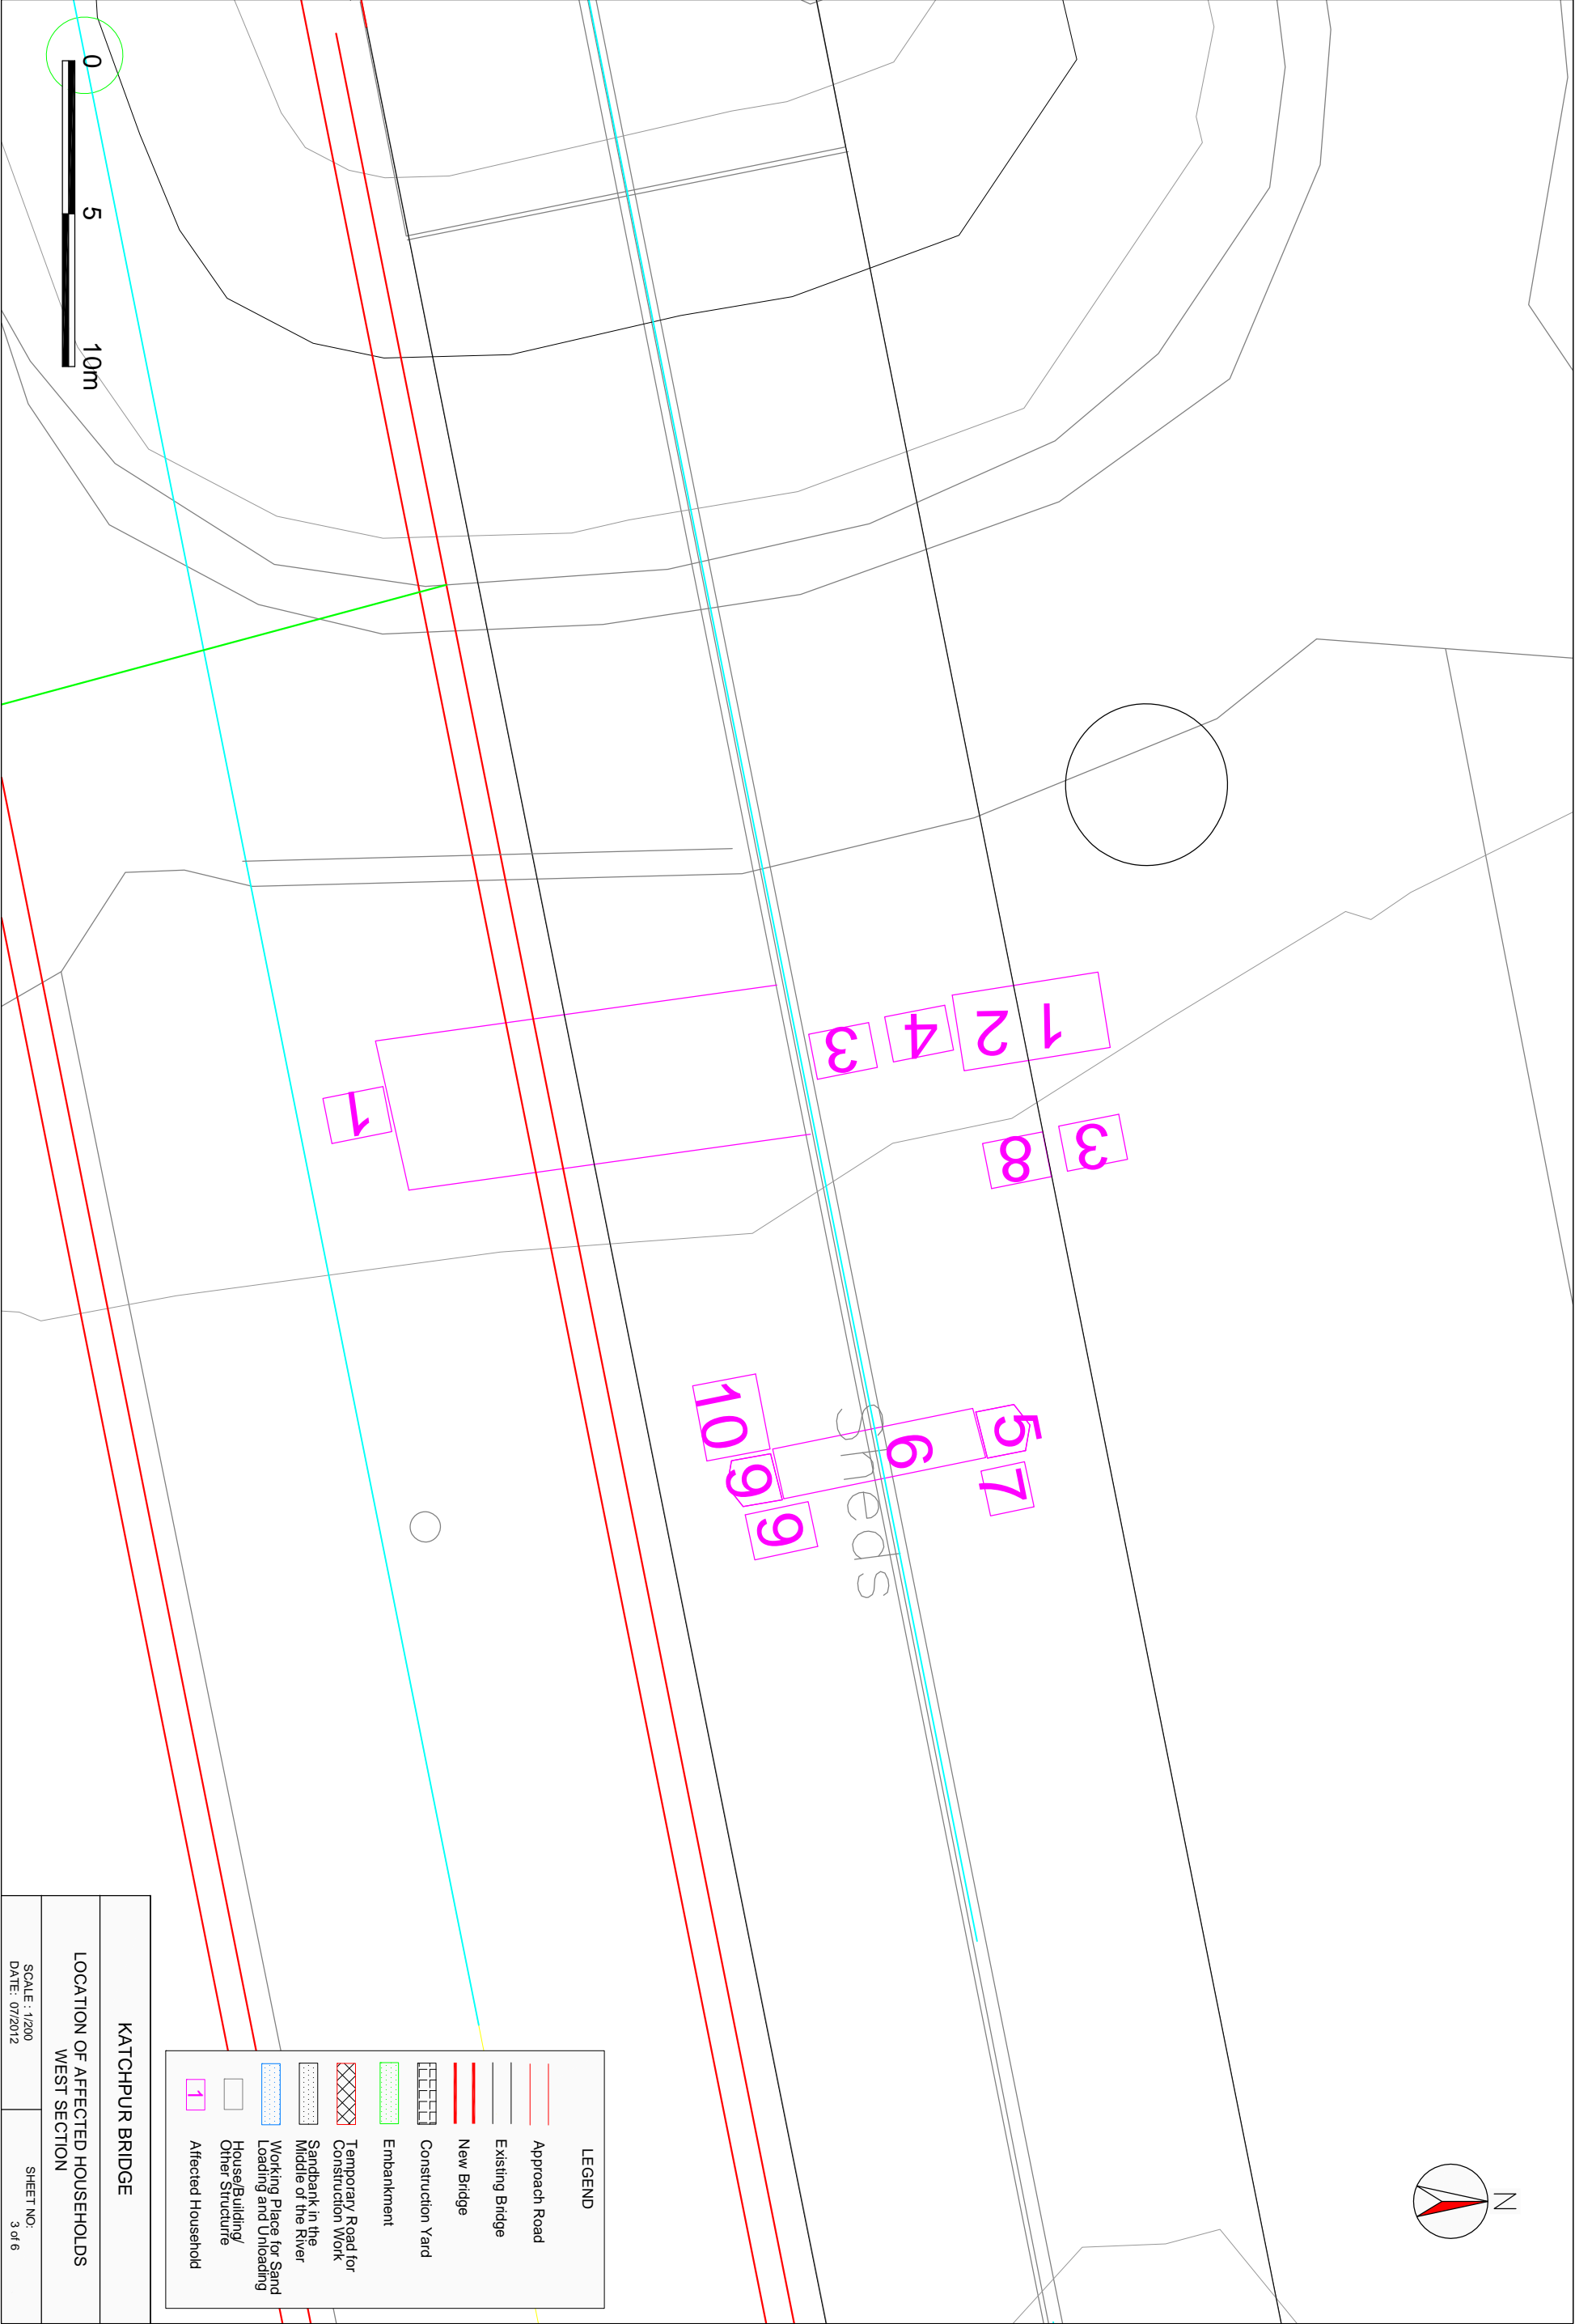 0 5 10m
N
12
4
3
3
8
1
5
6
7
10
9
9
Sheds
LEGEND
Approach Road
Existing Bridge
New Bridge
Construction Yard
Embankment
Temporary Road for
Construction Work
Sandbank in the
Middle of the River
Working Place for Sand
Loading and Unloading
House/Building/
Other Structure
1 Affected Household
KATCHPUR BRIDGE
LOCATION OF AFFECTED HOUSEHOLDS
WEST SECTION
SCALE : 1/200
DATE: 07/2012
SHEET NO:
3 of 6